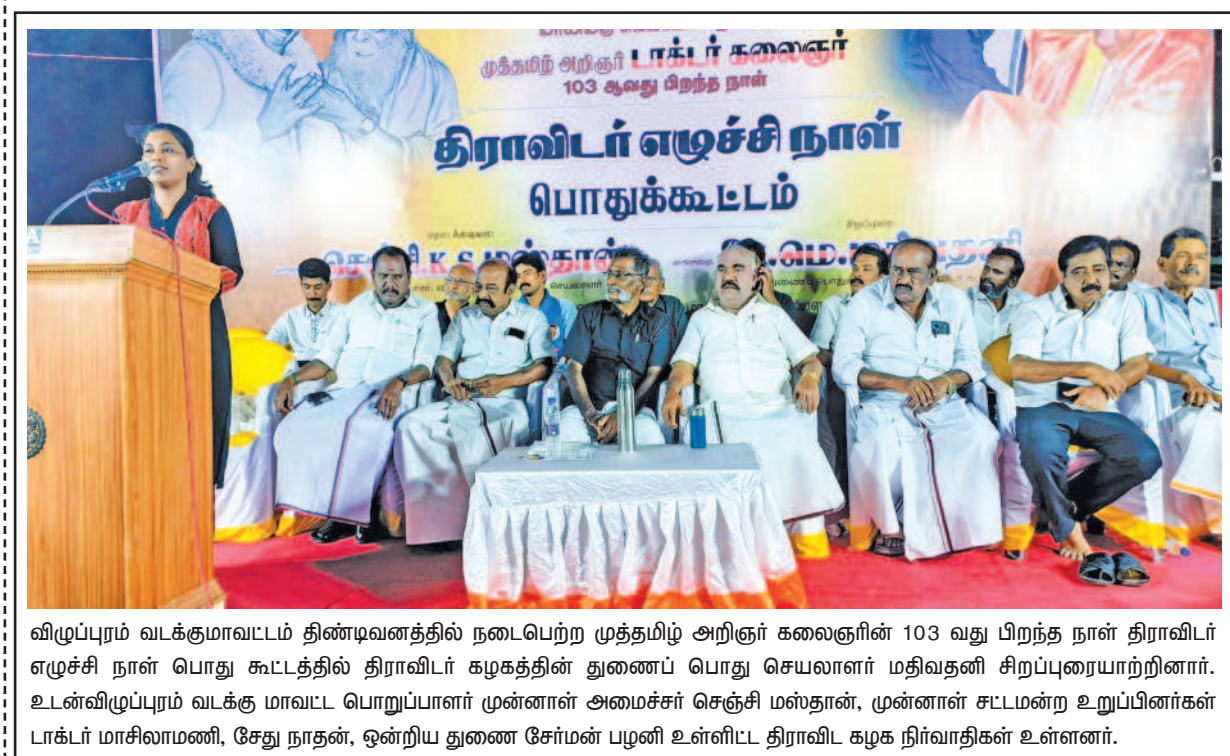 முத்தமிழ் அறிஞர் டாக்டர் கலைஞர்
103 ஆவது பிறந்த நாள்
திராவிடர் எழுச்சி நாள்
பொதுக்கூட்டம்
செஞ்சி.K.S.மஸ்தான்
விழுப்புரம் வடக்குமாவட்டம் திண்டிவனத்தில் நடைபெற்ற முத்தமிழ் அறிஞர் கலைஞரின் 103 வது பிறந்த நாள் திராவிடர்
எழுச்சி நாள் பொது கூட்டத்தில் திராவிடர் கழகத்தின் துணைப் பொது செயலாளர் மதிவதனி சிறப்புரையாற்றினார்.
உடன்விழுப்புரம் வடக்கு மாவட்ட பொறுப்பாளர் முன்னாள் அமைச்சர் செஞ்சி மஸ்தான், முன்னாள் சட்டமன்ற உறுப்பினர்கள்
டாக்டர் மாசிலாமணி, சேது நாதன், ஒன்றிய துணை சேர்மன் பழனி உள்ளிட்ட திராவிட கழக நிர்வாதிகள் உள்ளனர்.